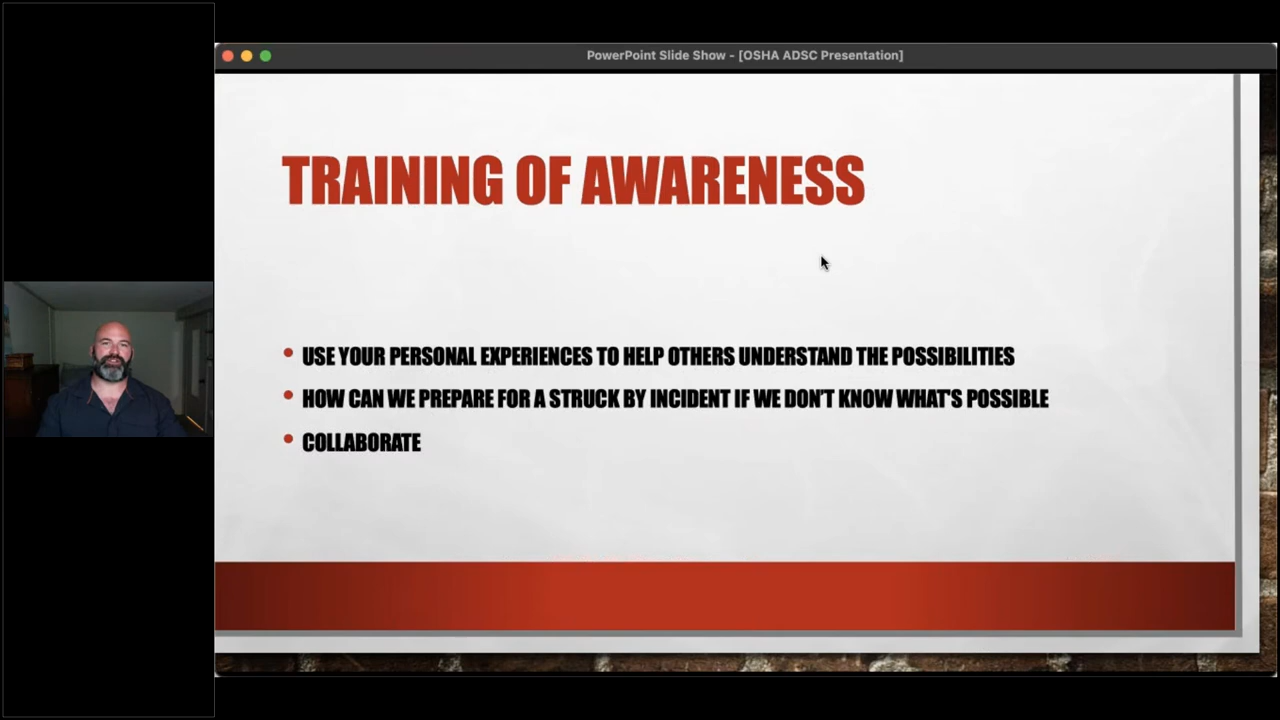 PowerPoint Slide Show - [OSHA ADSC Presentation]
TRAINING OF AWARENESS
• USE YOUR PERSONAL EXPERIENCES TO HELP OTHERS UNDERSTAND THE POSSIBILITIES
• HOW CAN WE PREPARE FOR A STRUCK BY INCIDENT IF WE DON'T KNOW WHAT'S POSSIBLE
• COLLABORATE